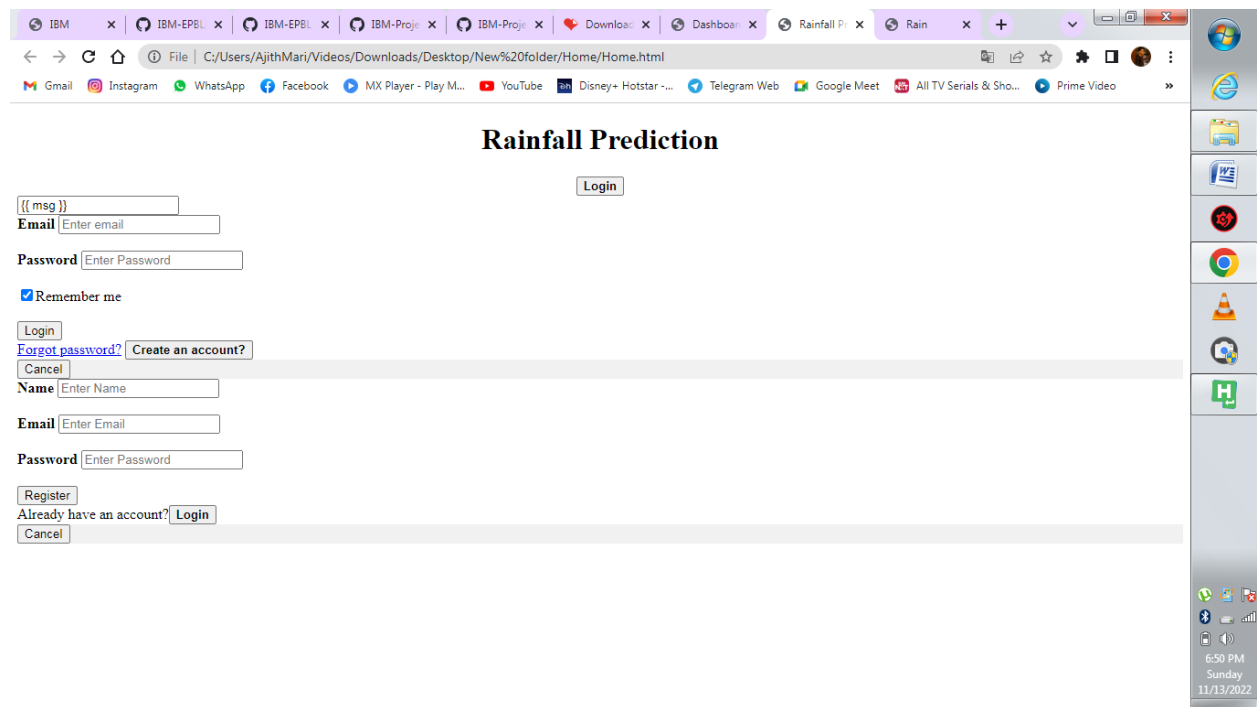 IBM IBM-EPBL IBM-EPBL IBM-Proje IBM-Proje Download Dashboar Rainfall Pr Rain
File C:/Users/AjithMari/Videos/Downloads/Desktop/New%20folder/Home/Home.html
Gmail Instagram WhatsApp Facebook MX Player - Play M... YouTube Disney+ Hotstar -... Telegram Web Google Meet All TV Serials & Sho... Prime Video »
Rainfall Prediction
Login
{{ msg }}
Email Enter email
Password Enter Password
Remember me
Login
Forgot password? Create an account?
Cancel
Name Enter Name
Email Enter Email
Password Enter Password
Register
Already have an account? Login
Cancel
6:50 PM
Sunday
11/13/2022